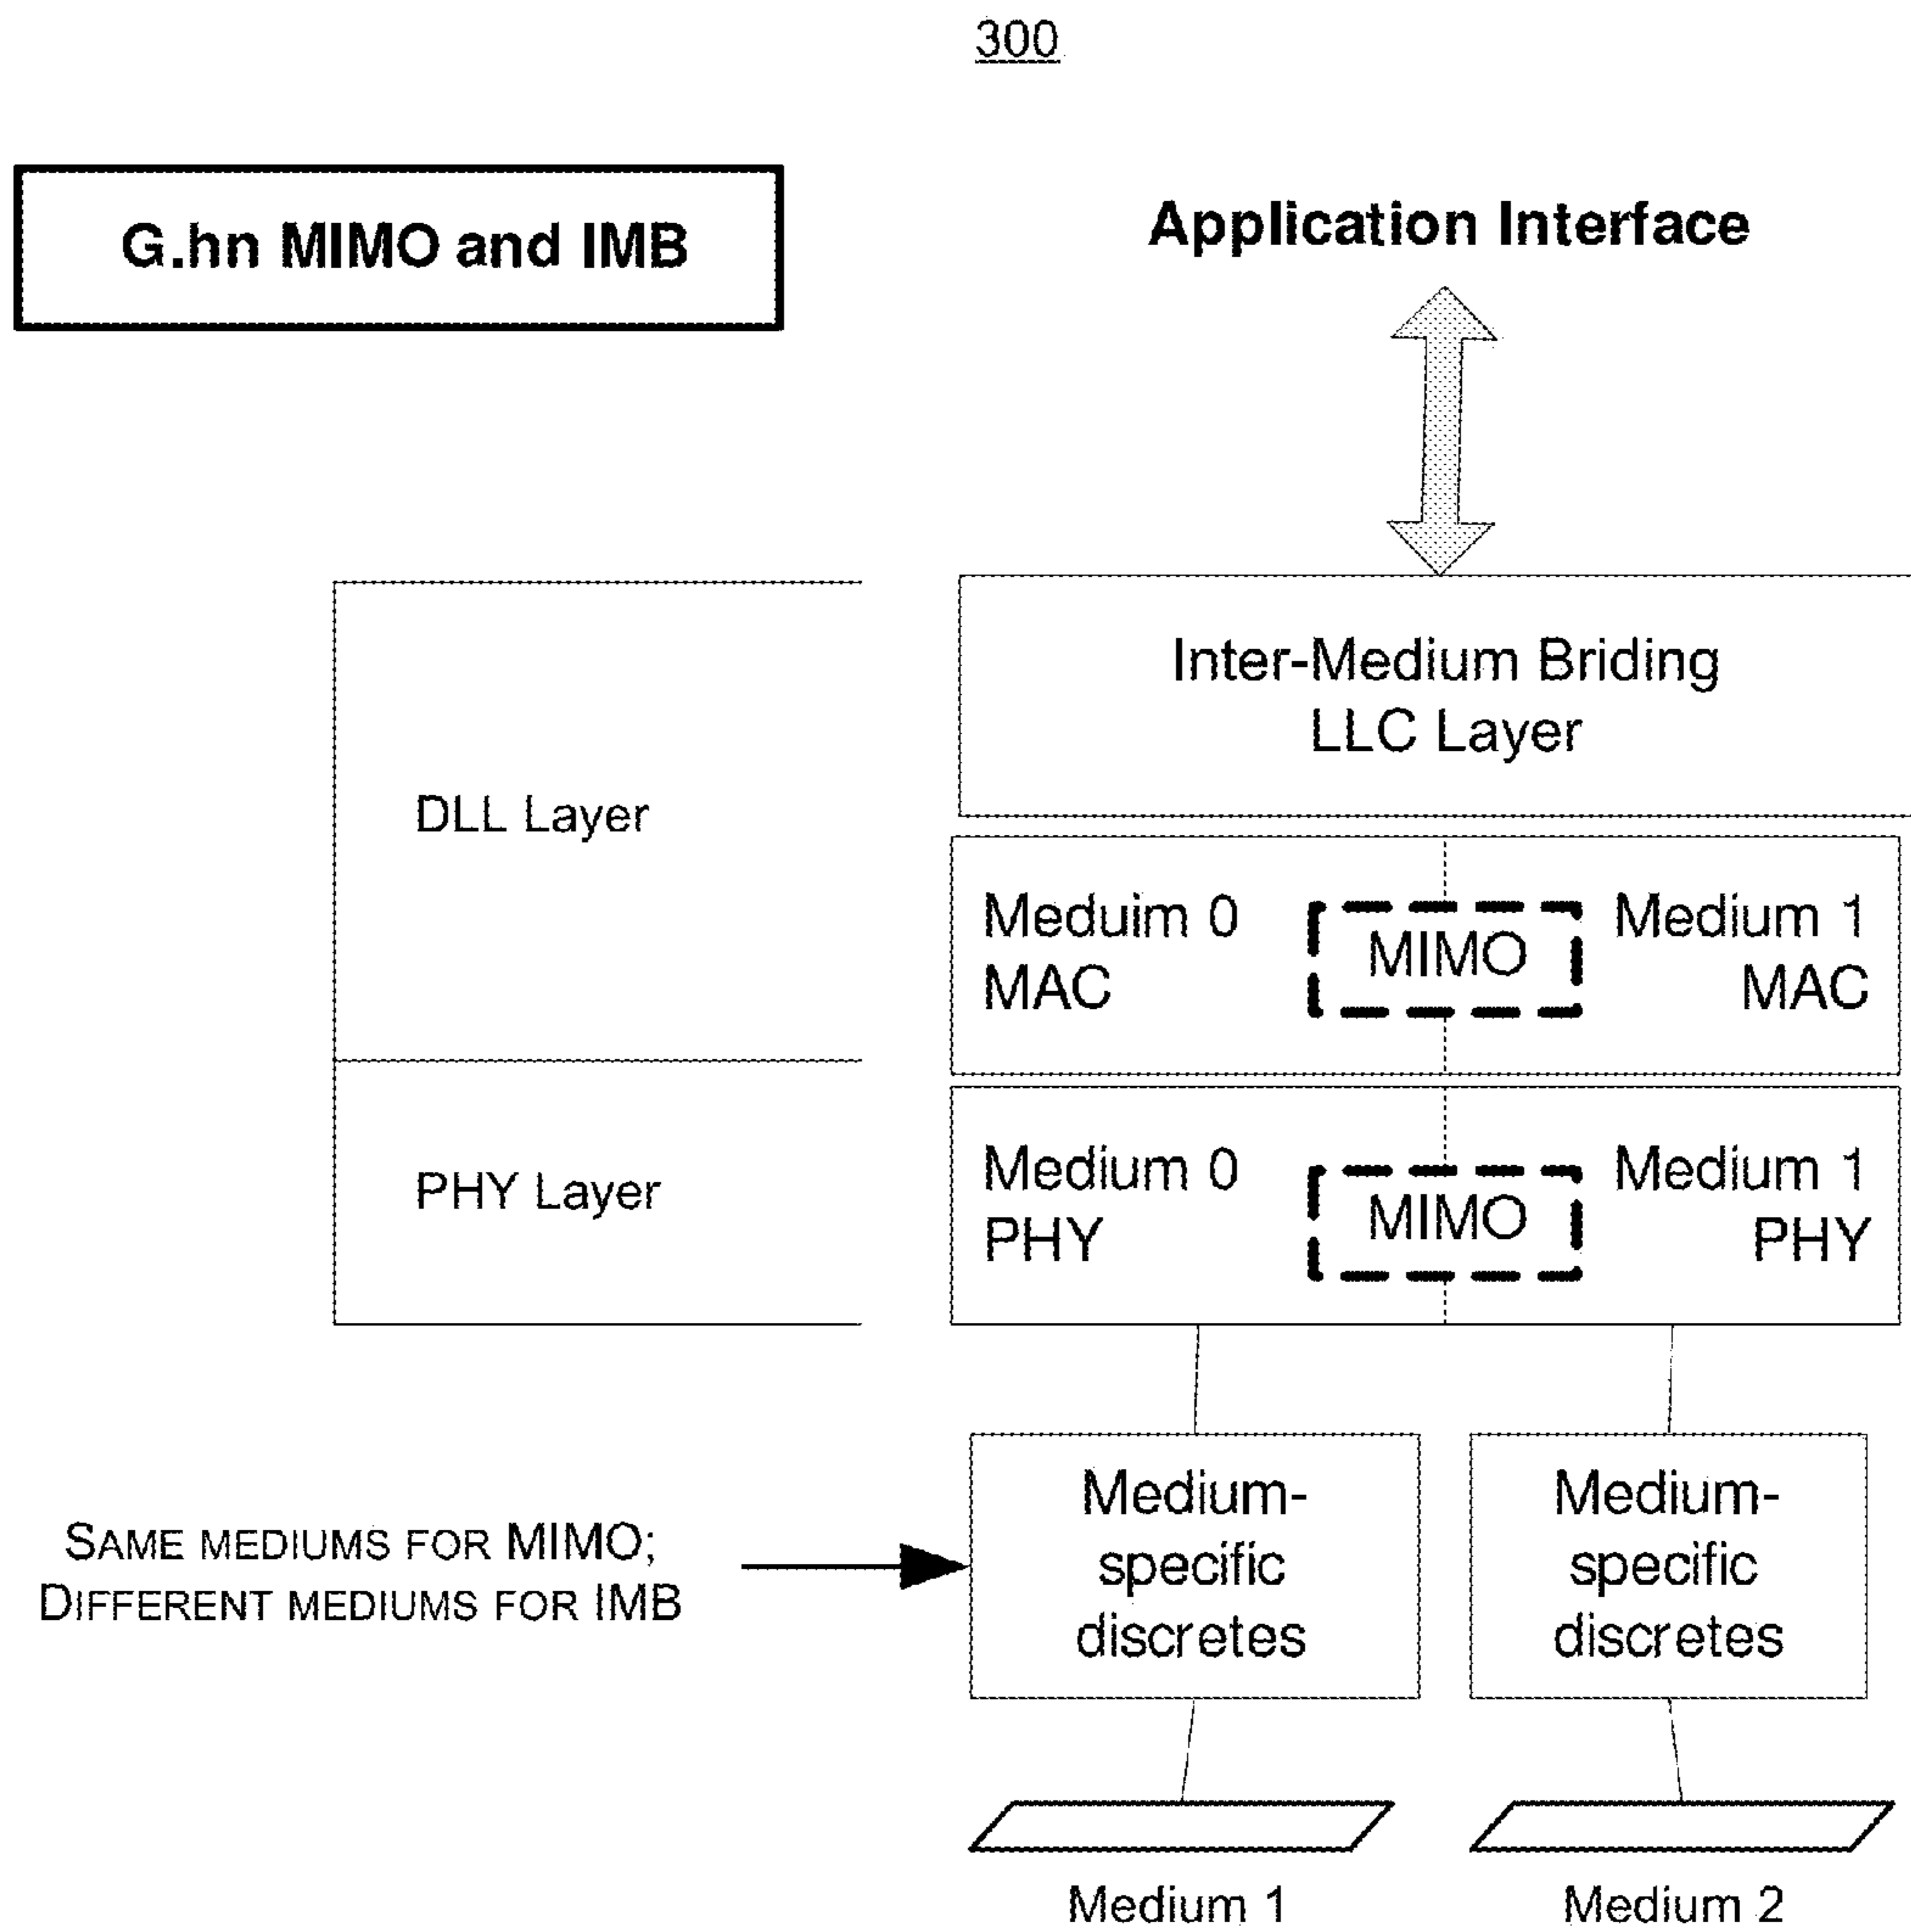 300
G.hn MIMO and IMB
Application Interface
Inter-Medium Briding
LLC Layer
DLL Layer
Meduim 0
MAC
MIMO
Medium 1
MAC
PHY Layer
Medium 0
PHY
MIMO
Medium 1
PHY
SAME MEDIUMS FOR MIMO;
DIFFERENT MEDIUMS FOR IMB
Medium-
specific
discretes
Medium-
specific
discretes
Medium 1
Medium 2